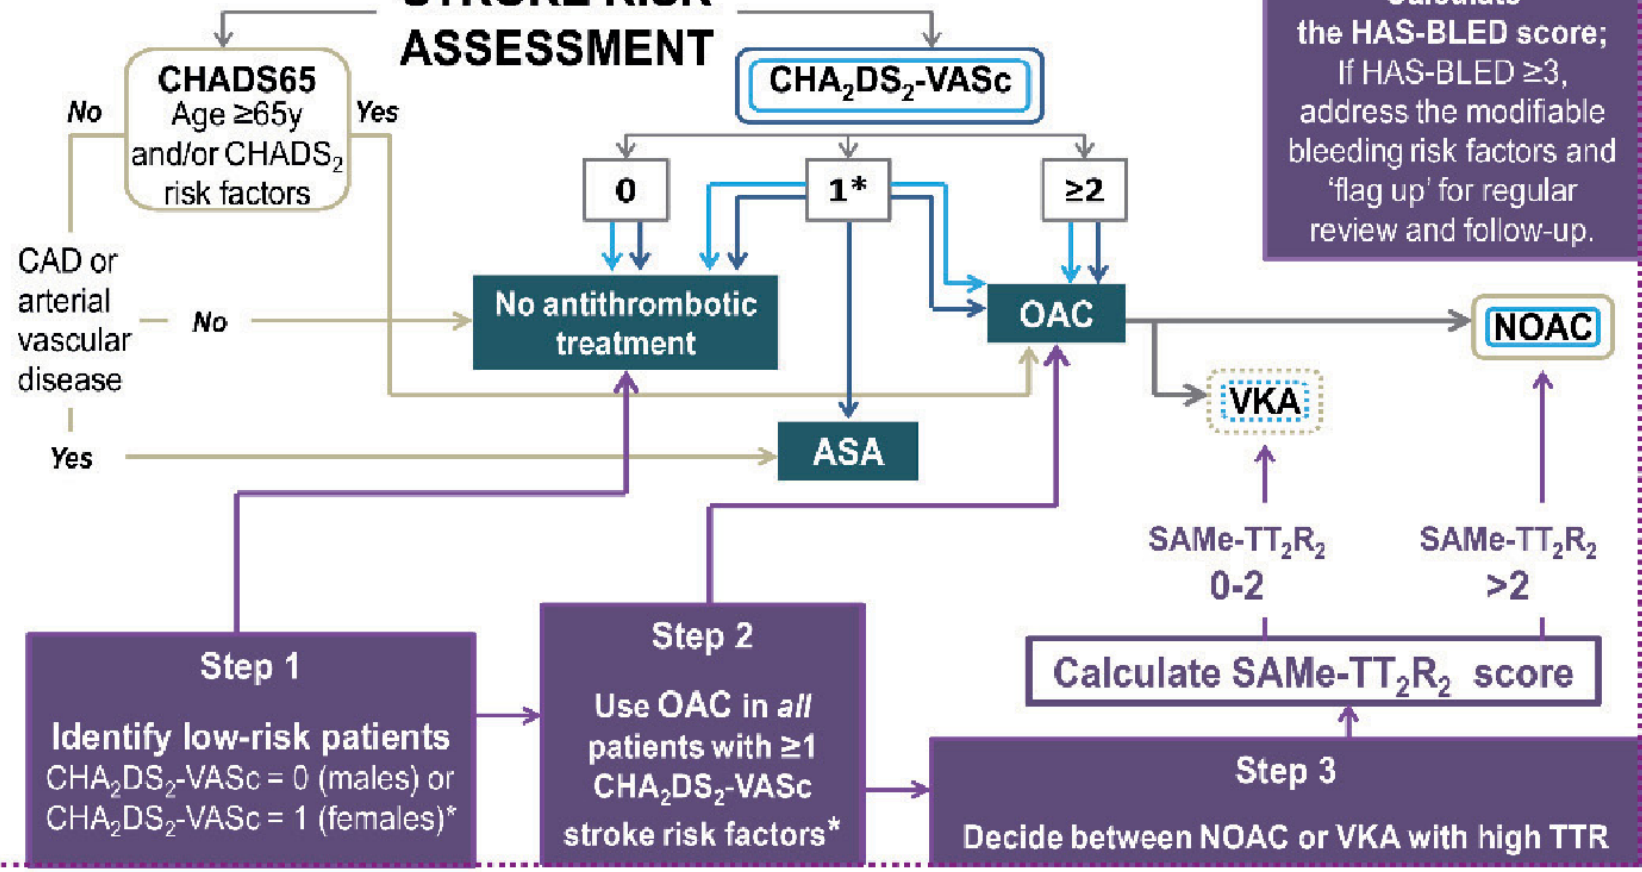 STROKE RISK
ASSESSMENT
CHADS65
Age ≥65y
and/or CHADS₂
risk factors
No
Yes
CHA₂DS₂-VASc
Calculate
the HAS-BLED score;
If HAS-BLED ≥3,
address the modifiable
bleeding risk factors and
‘flag up’ for regular
review and follow-up.
0
1*
≥2
CAD or
arterial
vascular
disease
No
Yes
No antithrombotic
treatment
OAC
ASA
NOAC
VKA
SAMe-TT₂R₂
0-2
SAMe-TT₂R₂
>2
Calculate SAMe-TT₂R₂ score
Step 1
Identify low-risk patients
CHA₂DS₂-VASc = 0 (males) or
CHA₂DS₂-VASc = 1 (females)*
Step 2
Use OAC in all
patients with ≥1
CHA₂DS₂-VASc
stroke risk factors*
Step 3
Decide between NOAC or VKA with high TTR